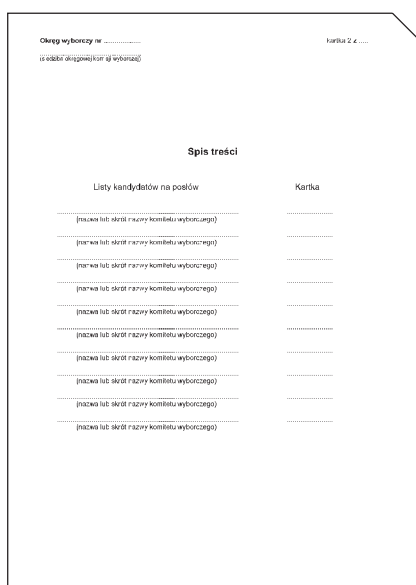 Okręg wyborczy nr .................. kartka 2 z .....
(siedziba okręgowej komisji wyborczej)
Spis treści
Listy kandydatów na posłów Kartka
(nazwa lub skrót nazwy komitetu wyborczego)
(nazwa lub skrót nazwy komitetu wyborczego)
(nazwa lub skrót nazwy komitetu wyborczego)
(nazwa lub skrót nazwy komitetu wyborczego)
(nazwa lub skrót nazwy komitetu wyborczego)
(nazwa lub skrót nazwy komitetu wyborczego)
(nazwa lub skrót nazwy komitetu wyborczego)
(nazwa lub skrót nazwy komitetu wyborczego)
(nazwa lub skrót nazwy komitetu wyborczego)
(nazwa lub skrót nazwy komitetu wyborczego)